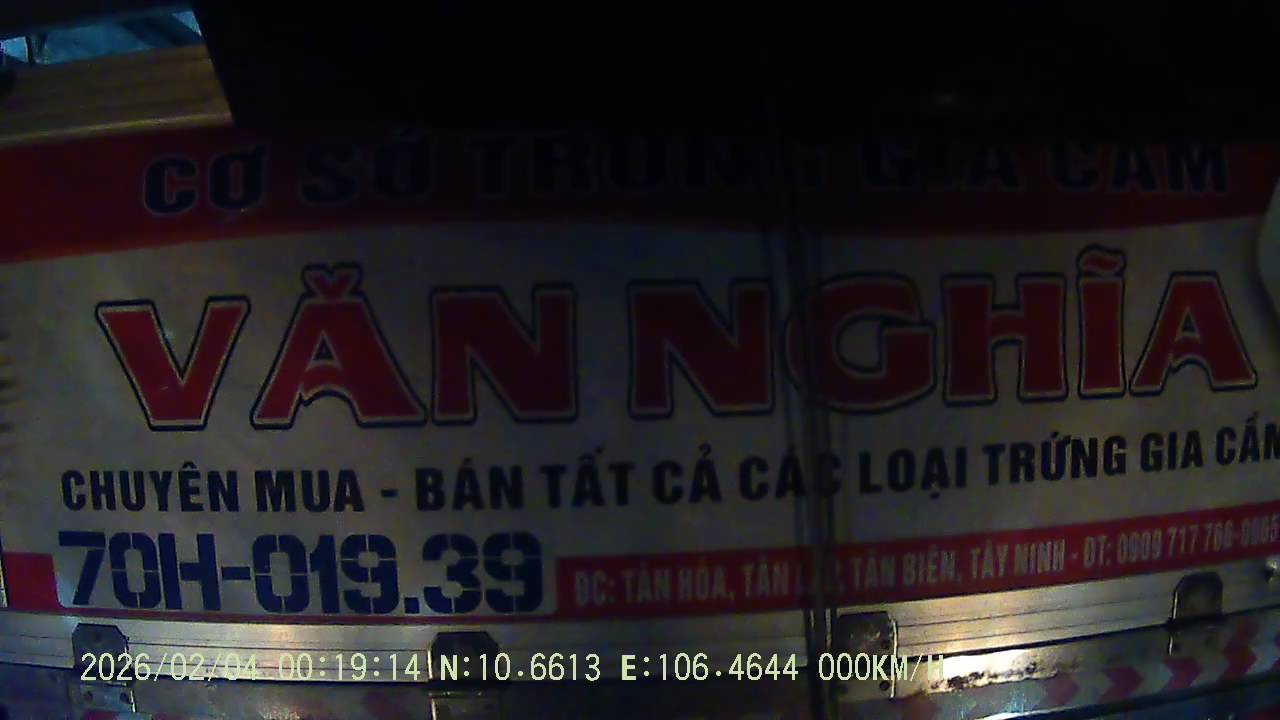 CƠ SỞ TRỨNG GIA CẦM
VĂN NGHĨA
CHUYÊN MUA - BÁN TẤT CẢ CÁC LOẠI TRỨNG GIA CẦM
70H-019.39
ĐC: TÂN HÒA, TÂN TÂN BIÊN, TÂY NINH - ĐT: 0909 717 766
2026/02/04 00:19:14 N:10.6613 E:106.4644 000KM/H